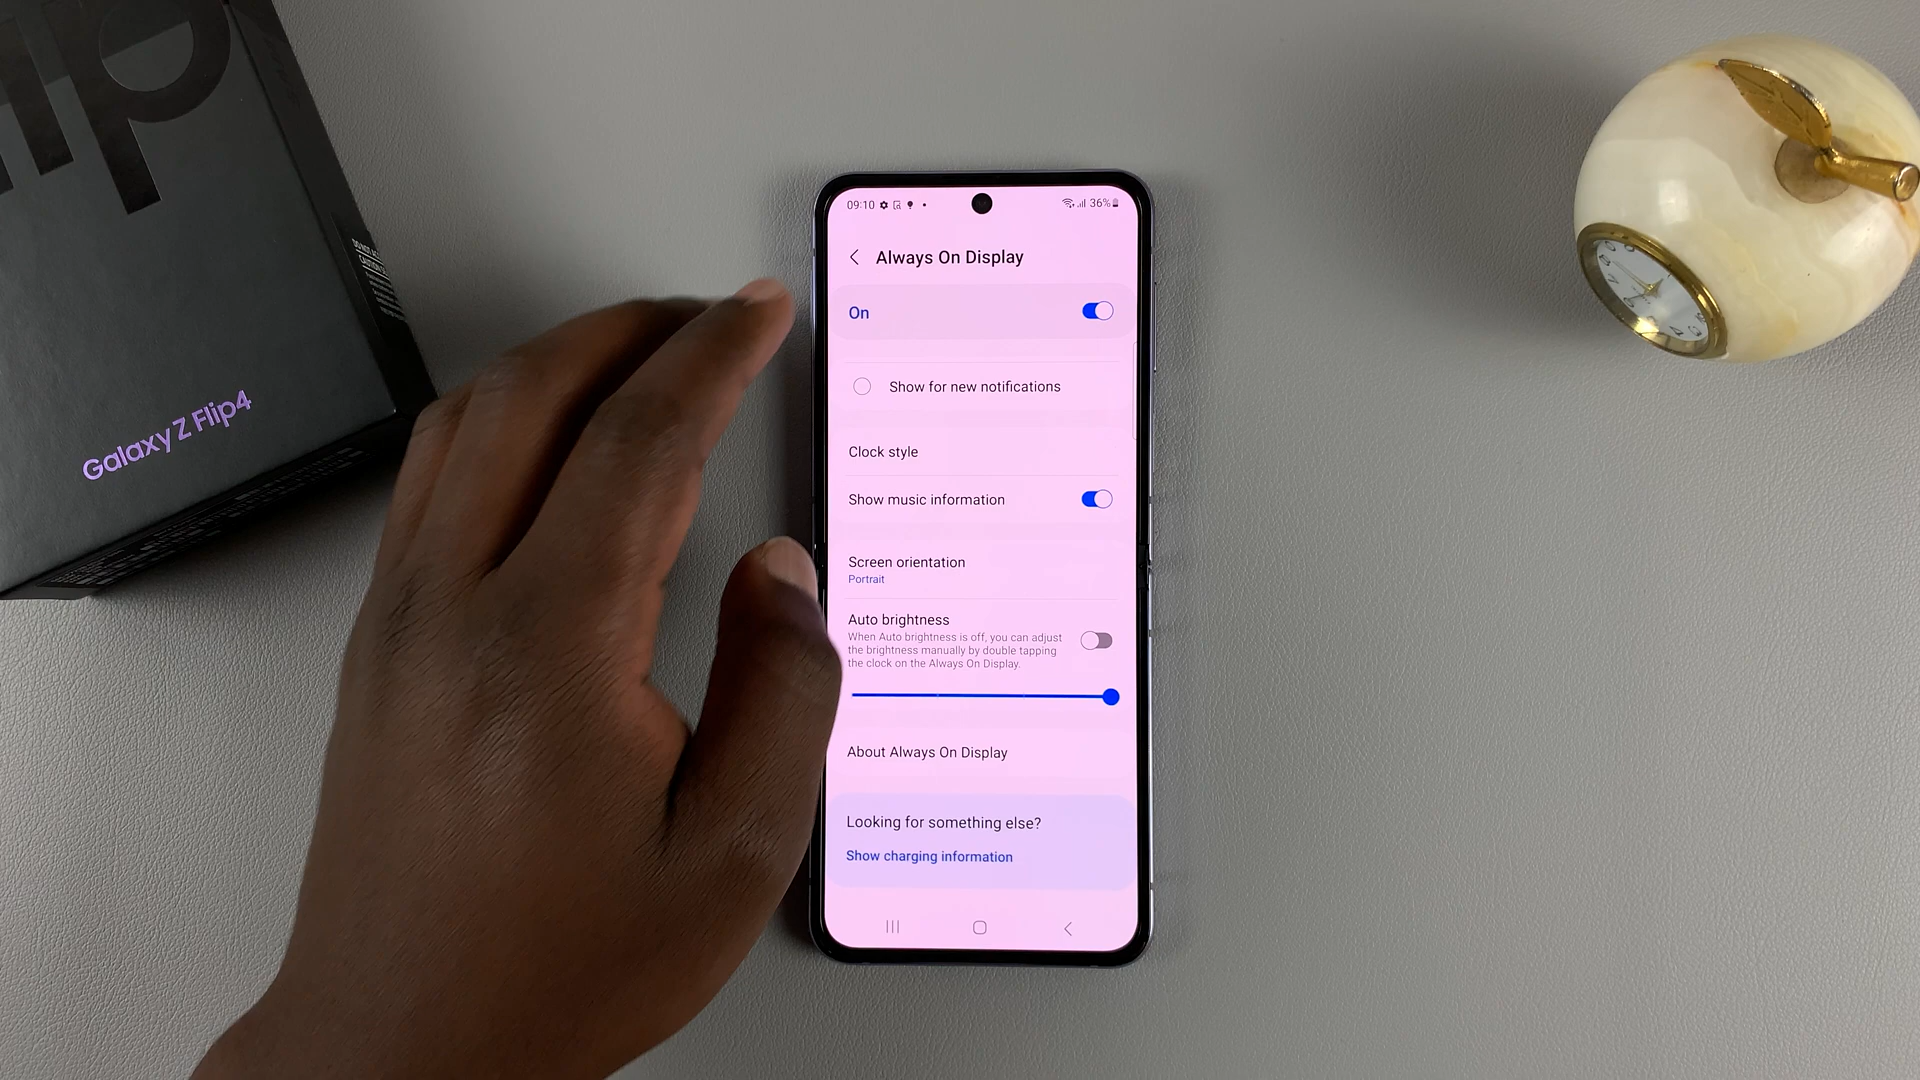 lip
Galaxy Z Flip4
09:10
36%
Always On Display
On
Show for new notifications
Clock style
Show music information
Screen orientation
Portrait
Auto brightness
When Auto brightness is off, you can adjust
the brightness manually by double tapping
the clock on the Always On Display.
About Always On Display
Looking for something else?
Show charging information